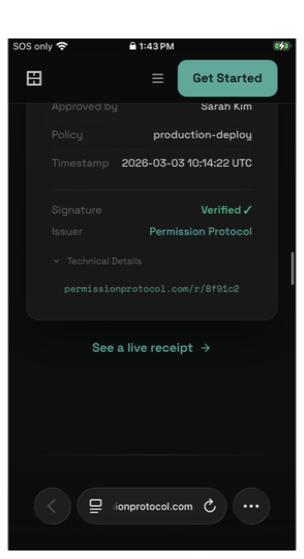 SOS only 1:43 PM
Get Started
Approved by Sarah Kim
Policy production-deploy
Timestamp 2026-03-03 10:14:22 UTC
Signature Verified ✓
Issuer Permission Protocol
Technical Details
permissionprotocol.com/r/8f91c2
See a live receipt →
ionprotocol.com